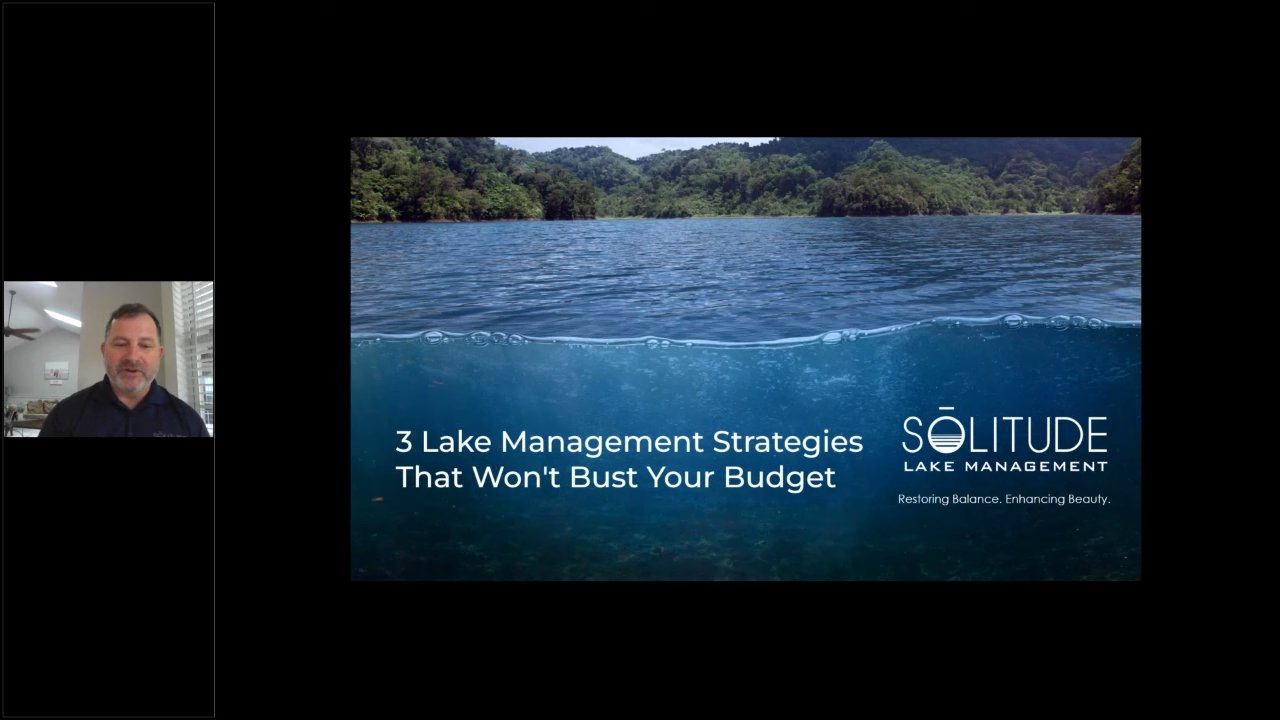 3 Lake Management Strategies
That Won't Bust Your Budget
SŌLITUDE
LAKE MANAGEMENT
Restoring Balance. Enhancing Beauty.